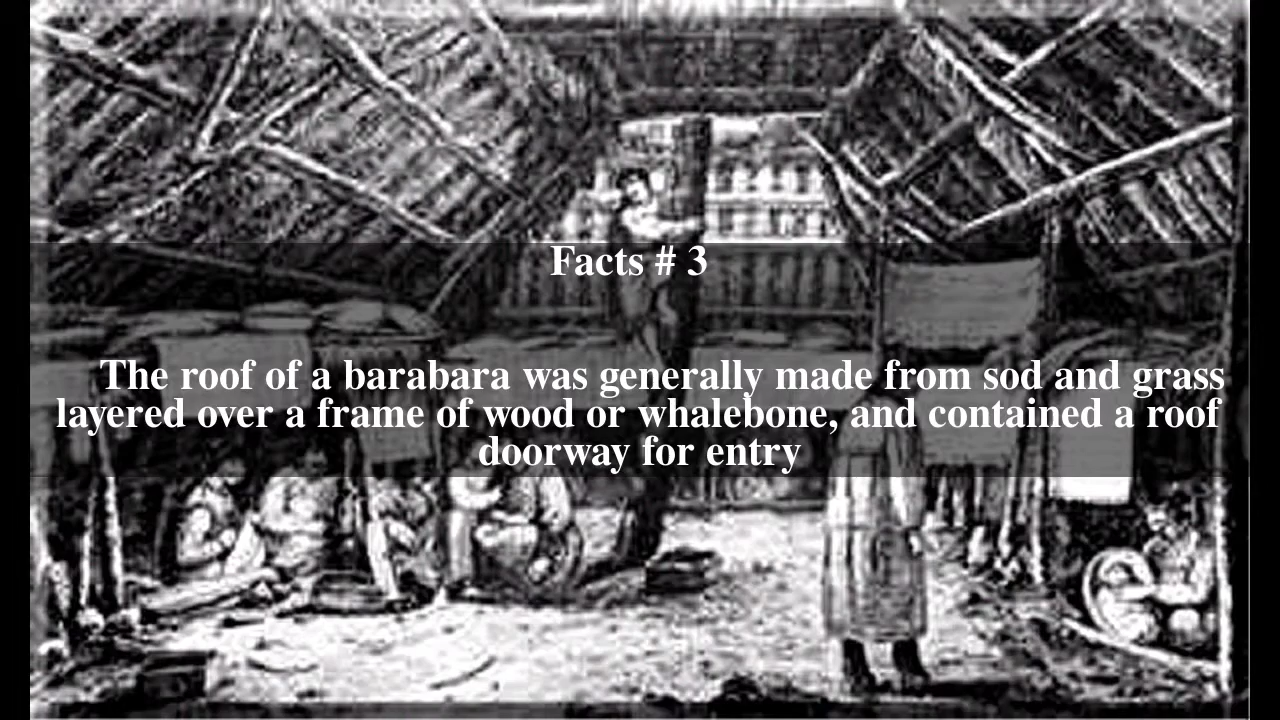 Facts # 3
The roof of a barabara was generally made from sod and grass
layered over a frame of wood or whalebone, and contained a roof
doorway for entry